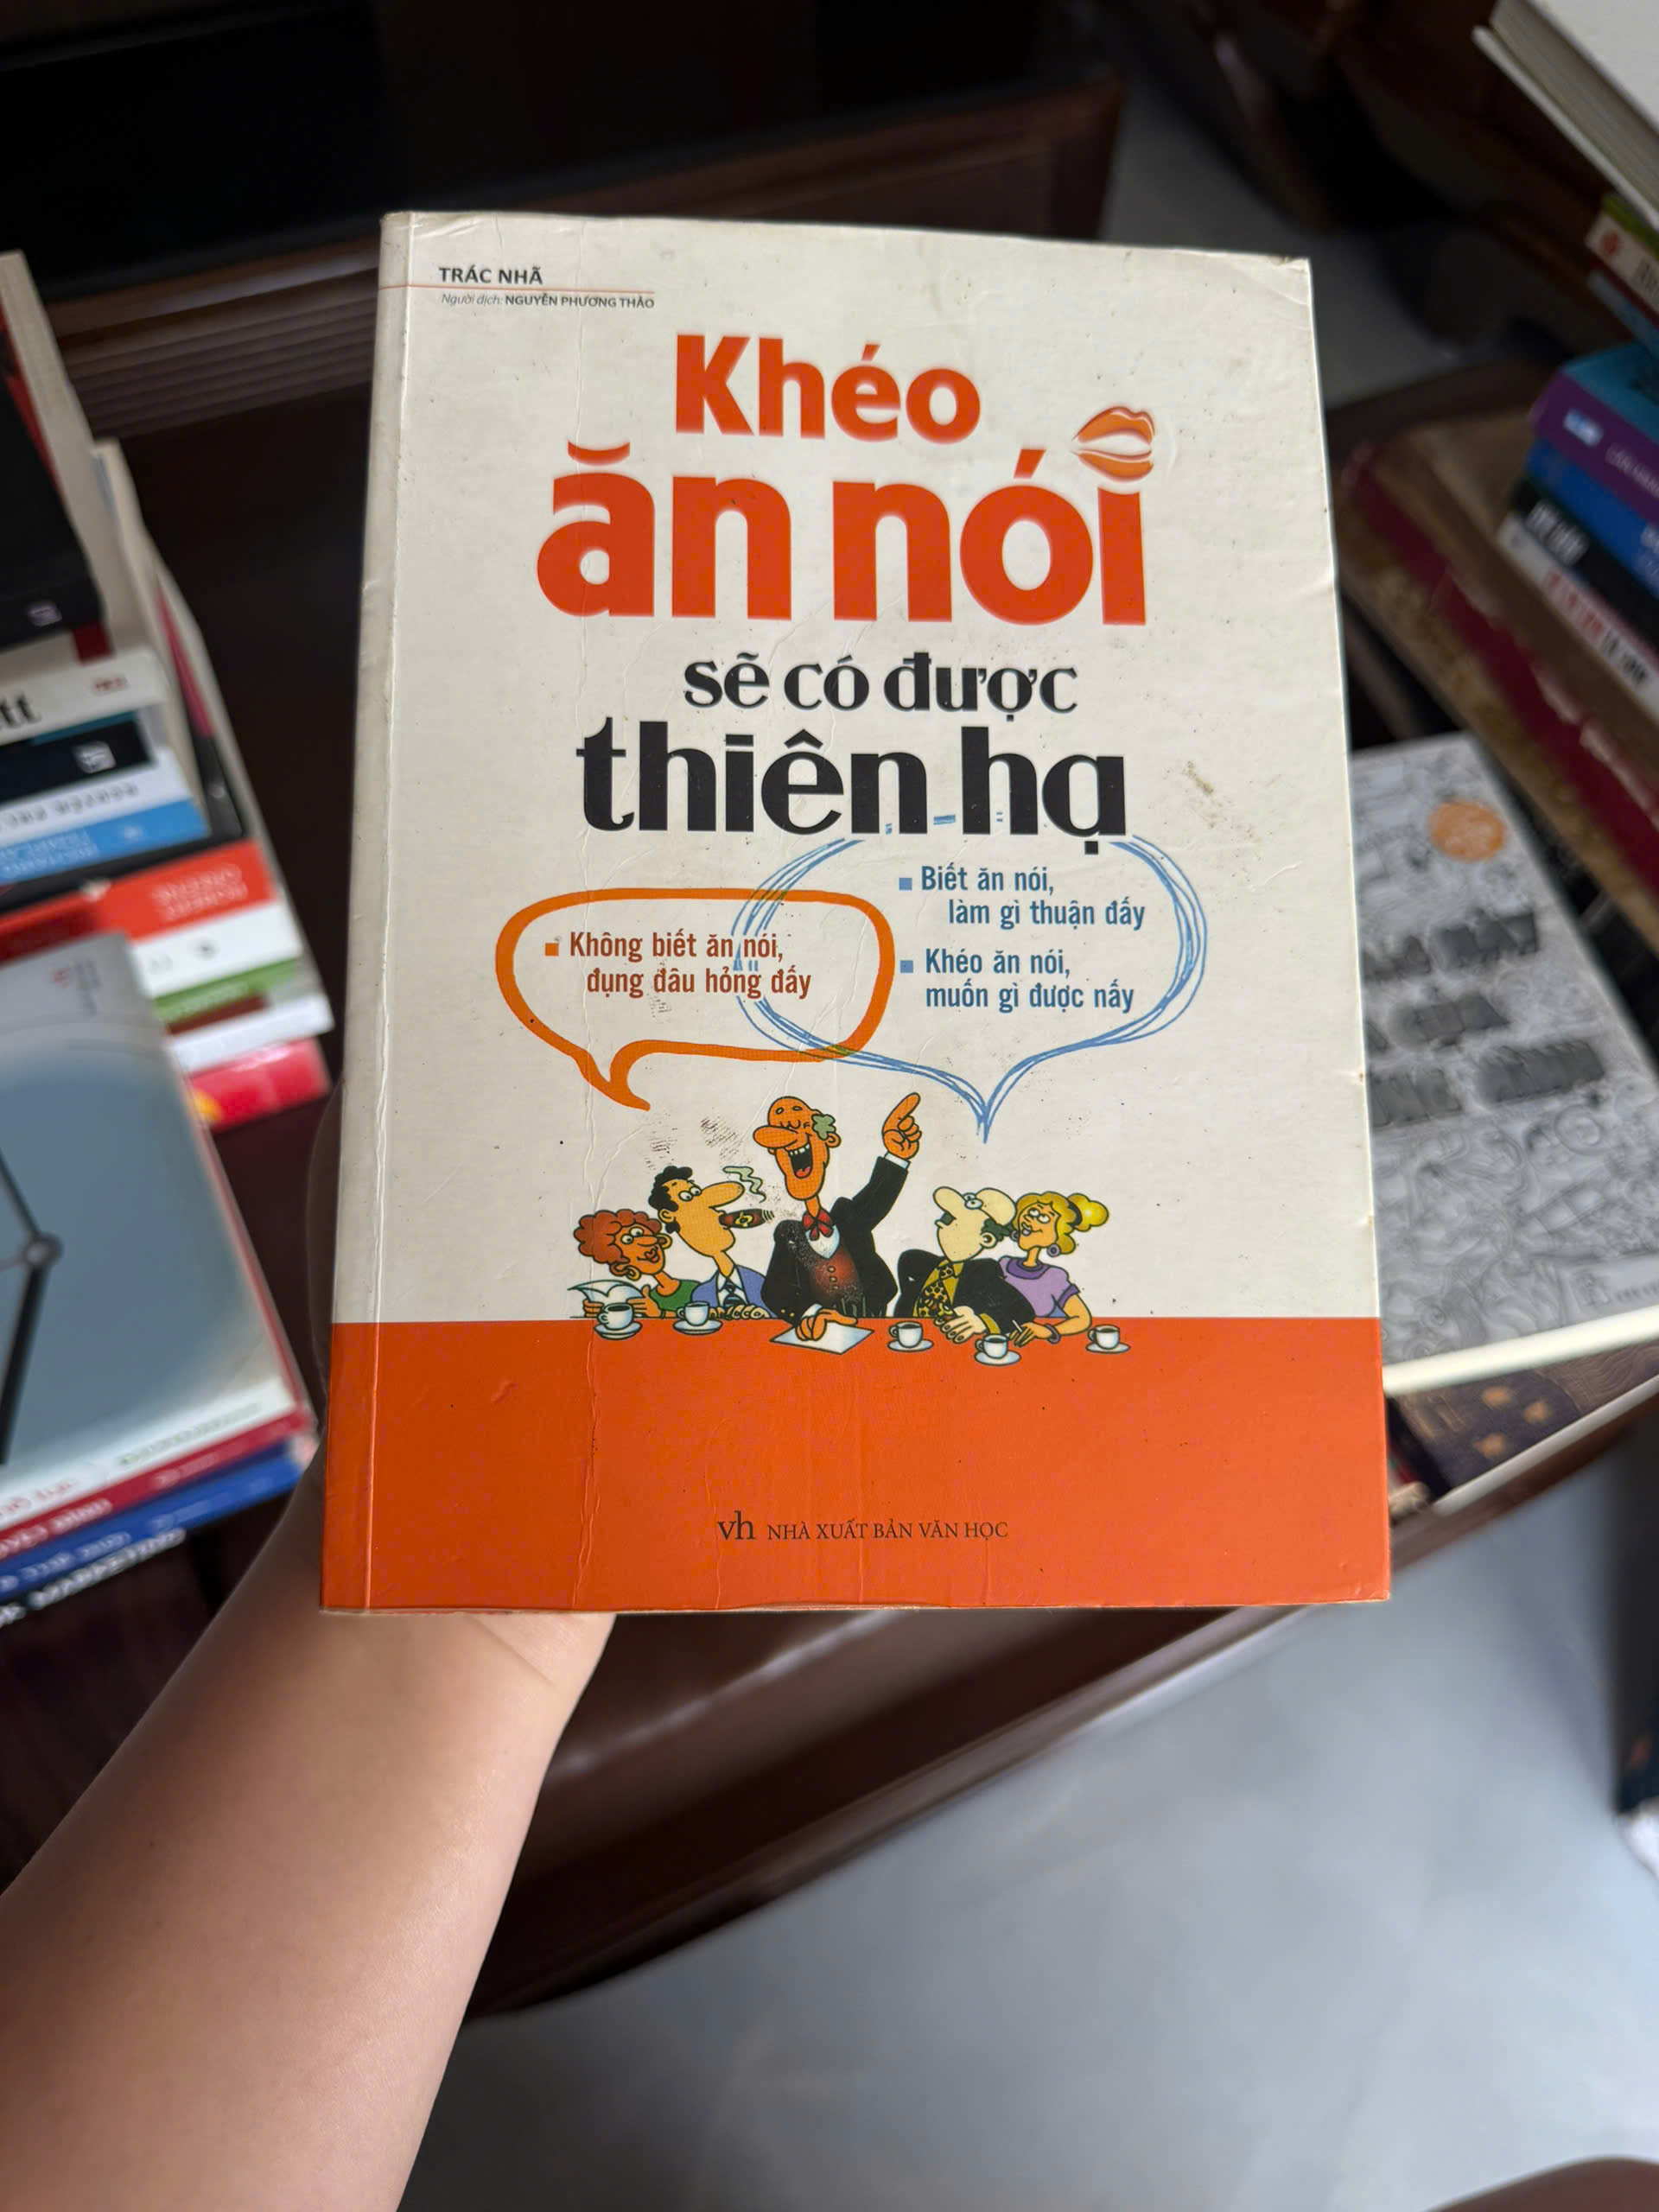 TRÁC NHÃ
Người dịch: NGUYỄN PHƯƠNG THẢO
Khéo
ăn nói
sẽ có được
thiên hạ
Biết ăn nói,
làm gì thuận đấy
Khéo ăn nói,
muốn gì được nấy
Không biết ăn nói,
đụng đâu hỏng đấy
vh NHÀ XUẤT BẢN VĂN HỌC
tt
MARKETING